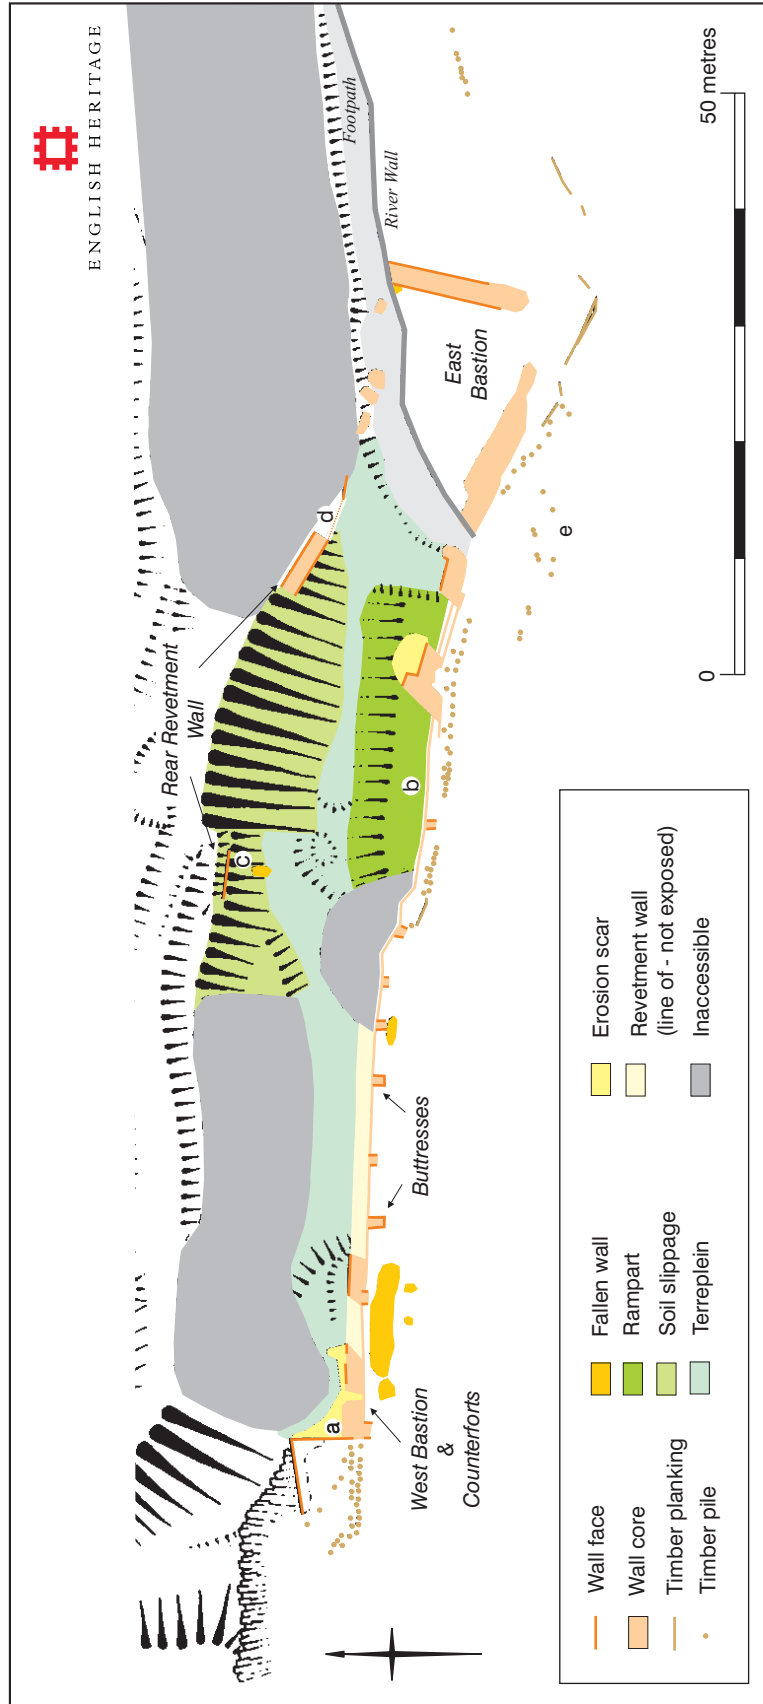 ENGLISH HERITAGE
Footpath
River Wall
East
Bastion
d
e
Rear Revetment
Wall
c
b
Buttresses
a
West Bastion
&
Counterforts
0
50 metres
Wall face
Wall core
Timber planking
Timber pile
Fallen wall
Rampart
Soil slippage
Terreplein
Erosion scar
Revetment wall
(line of - not exposed)
Inaccessible